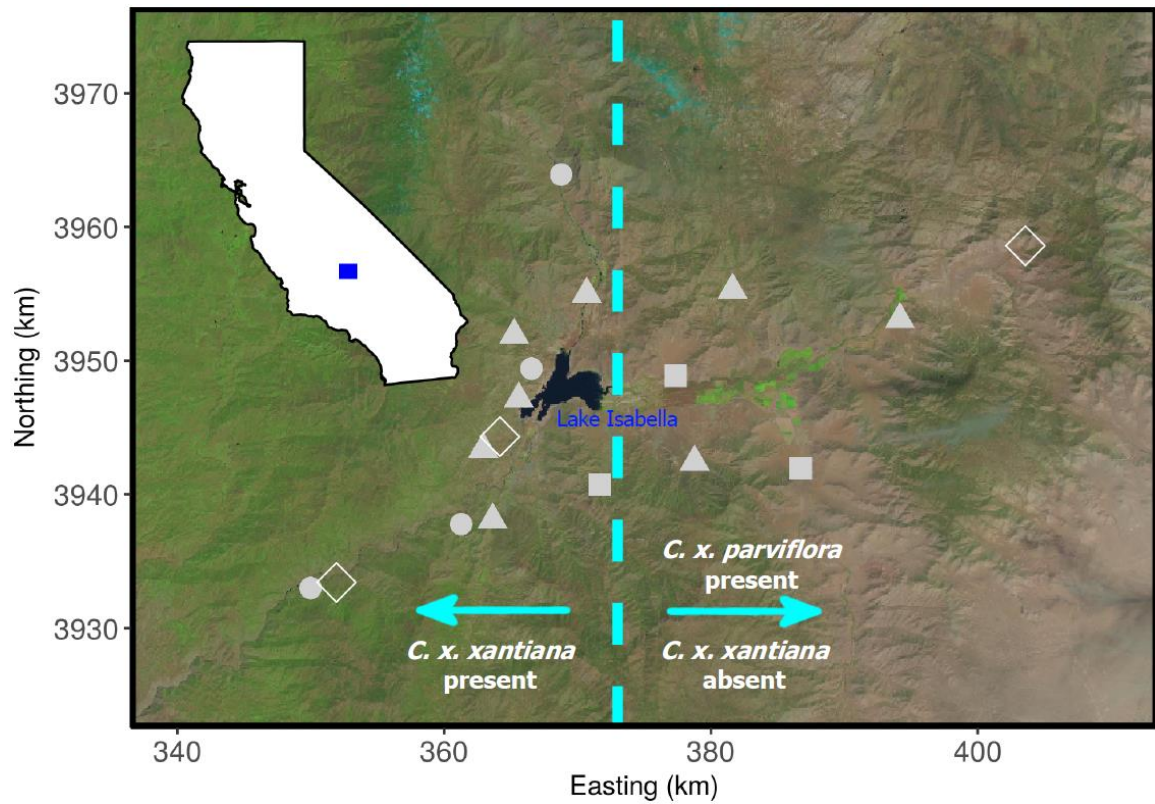 Northing (km)
3970
3960
3950
3940
3930
Lake Isabella
C. x. parviflora
present
C. x. xantiana
present
C. x. xantiana
absent
340
360
380
400
Easting (km)